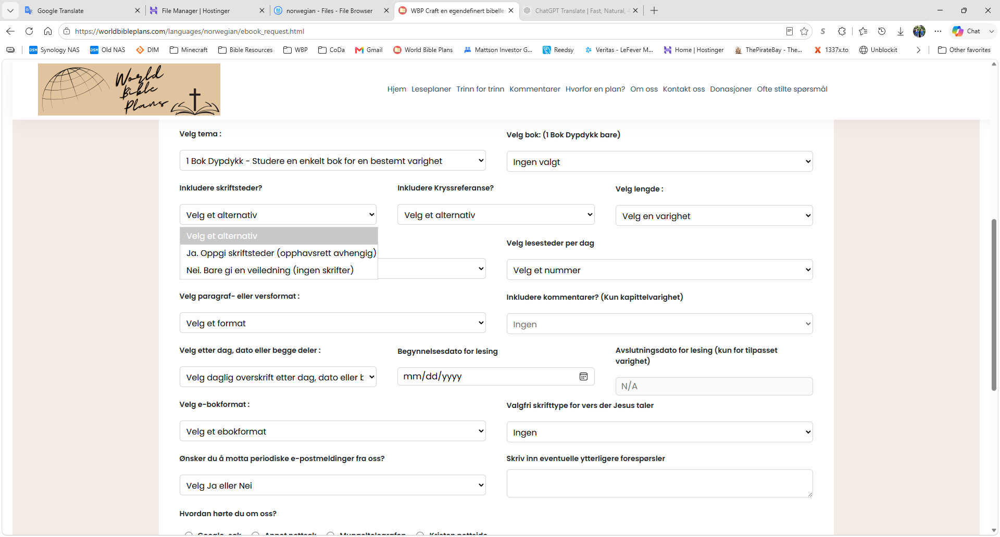 Google Translate
File Manager | Hostinger
norwegian - Files - File Browser
WBP Craft en egendefinert bibelle
ChatGPT Translate | Fast, Natural,
https://worldbibleplans.com/languages/norwegian/ebook_request.html
Chat
DSM Synology NAS
DSM Old NAS
DIM
Minecraft
Bible Resources
WBP
CoDa
Gmail
World Bible Plans
Mattson Investor G...
Reedsy
Veritas - LeFever M...
Home | Hostinger
ThePirateBay - The...
1337x.to
Unblockit
Other favorites
World
Bible
Plans
Hjem Leseplaner Trinn for trinn Kommentarer Hvorfor en plan? Om oss Kontakt oss Donasjoner Ofte stilte spørsmål
Velg tema :
Velg bok: (1 Bok Dypdykk bare)
1 Bok Dypdykk - Studere en enkelt bok for en bestemt varighet
Ingen valgt
Inkludere skriftsteder?
Inkludere Kryssreferanse?
Velg lengde :
Velg et alternativ
Velg et alternativ
Velg en varighet
Velg et alternativ
Ja. Oppgi skriftsteder (opphavsrett avhengig)
Nei. Bare gi en veiledning (ingen skrifter)
Velg lesesteder per dag
Velg et nummer
Velg paragraf- eller versformat :
Inkludere kommentarer? (Kun kapittelvarighet)
Velg et format
Ingen
Velg etter dag, dato eller begge deler :
Begynnelsesdato for lesing
Avslutningsdato for lesing (kun for tilpasset
varighet)
Velg daglig overskrift etter dag, dato eller b
mm/dd/yyyy
N/A
Velg e-bokformat :
Valgfri skrifttype for vers der Jesus taler
Velg et ebokformat
Ingen
Ønsker du å motta periodiske e-postmeldinger fra oss?
Skriv inn eventuelle ytterligere forespørsler
Velg Ja eller Nei
Hvordan hørte du om oss?